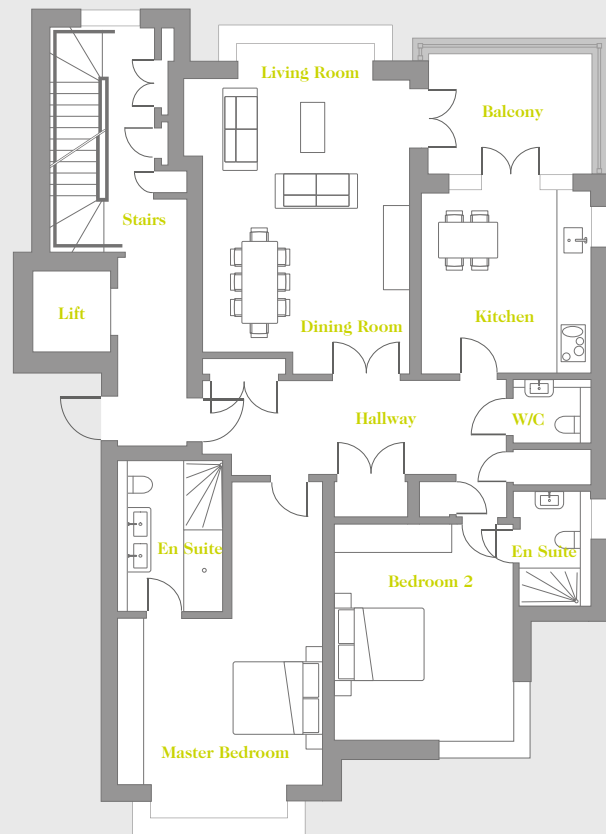 Living Room
Balcony
Stairs
Lift
Dining Room
Kitchen
Hallway
W/C
En Suite
En Suite
Bedroom 2
Master Bedroom